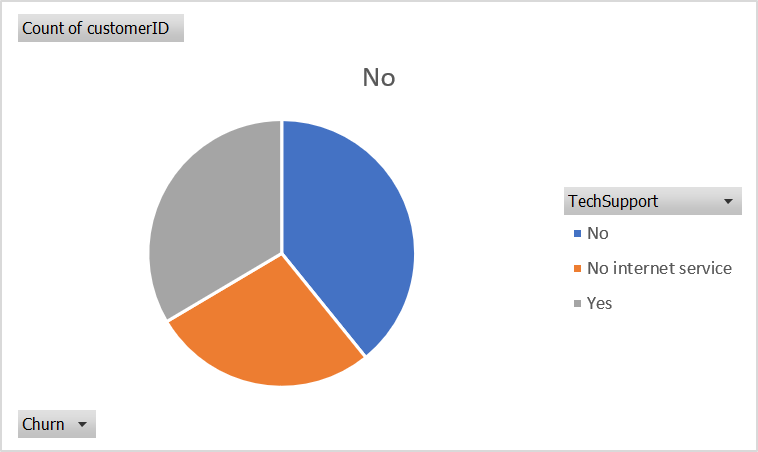 Count of customerID
No
TechSupport
No
No internet service
Yes
Churn